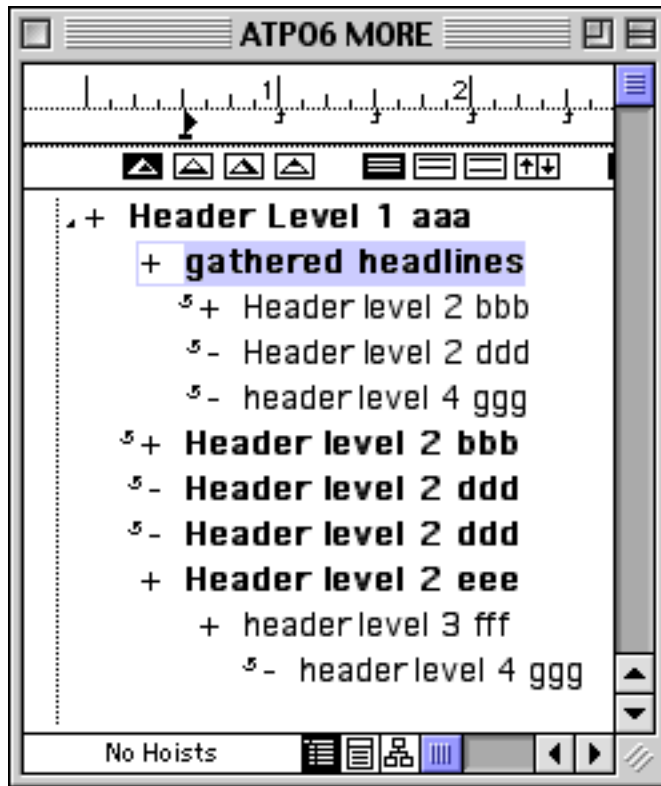 ATPO6 MORE
1 2
+ Header Level 1 aaa
+ gathered headlines
+ Header level 2 bbb
- Header level 2 ddd
- header level 4 ggg
+ Header level 2 bbb
- Header level 2 ddd
- Header level 2 ddd
+ Header level 2 eee
+ header level 3 fff
- header level 4 ggg
No Hoists